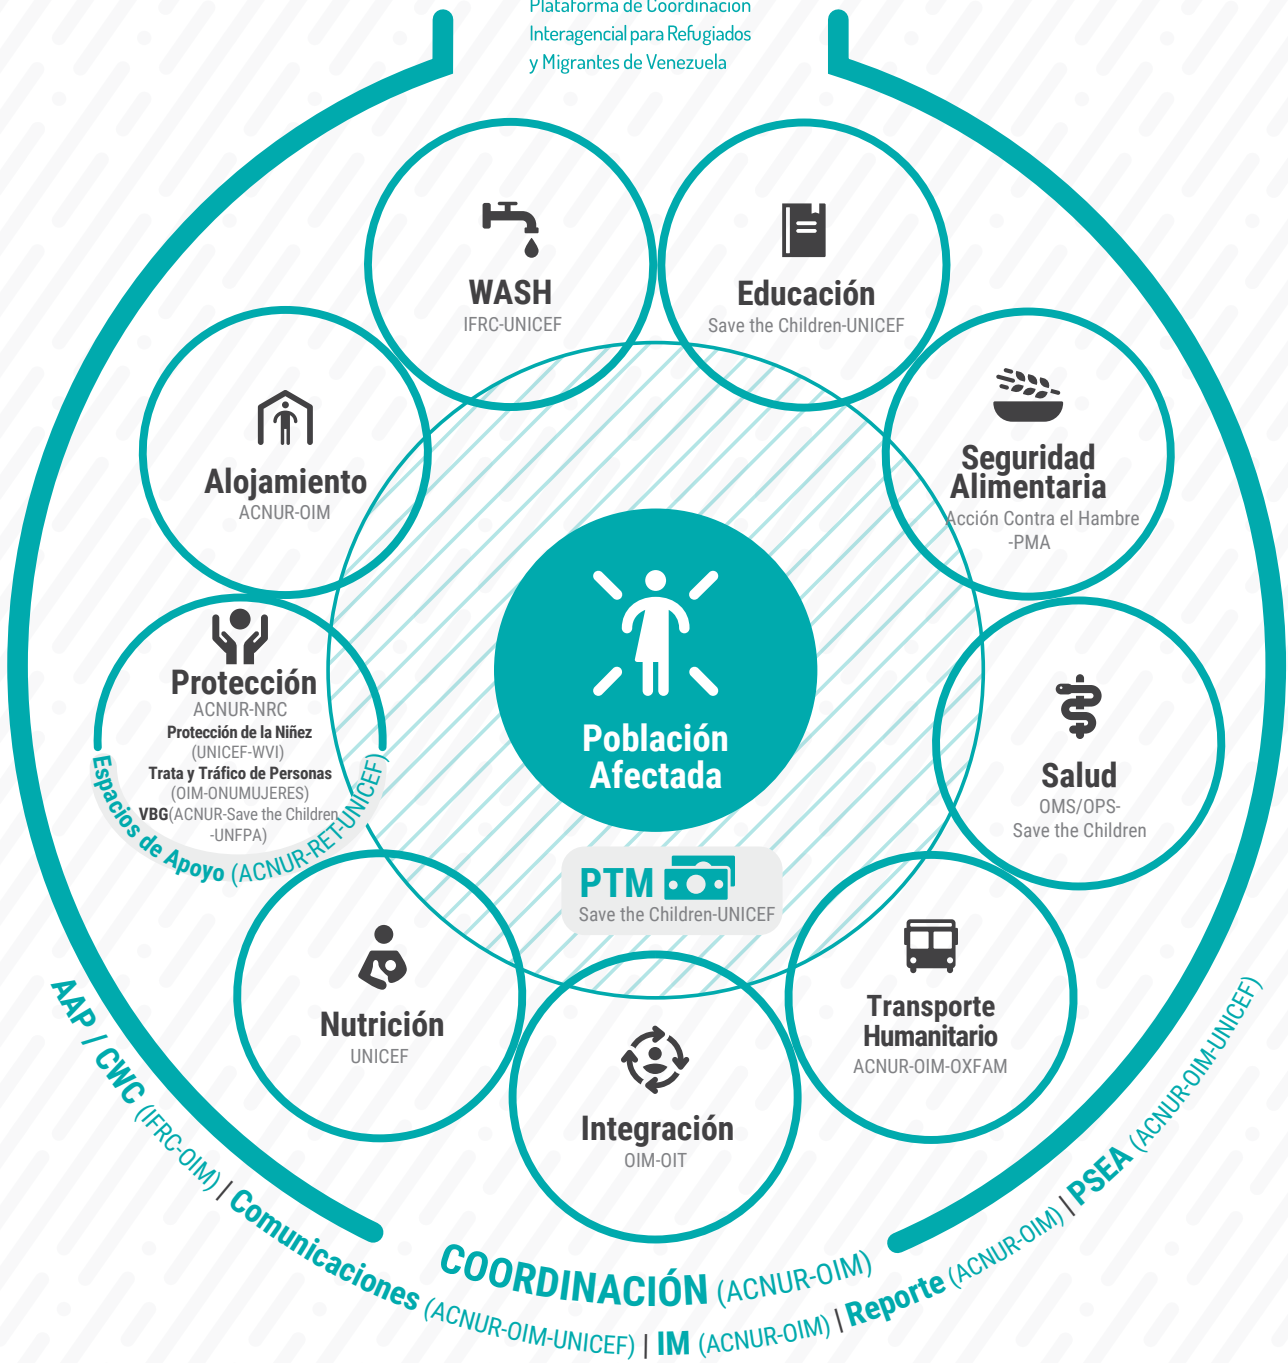 Plataforma de Coordinación
Interagencial para Refugiados
y Migrantes de Venezuela
WASH
IFRC-UNICEF
Educación
Save the Children-UNICEF
Alojamiento
ACNUR-OIM
Seguridad
Alimentaria
Acción Contra el Hambre
-PMA
Protección
ACNUR-NRC
Protección de la Niñez
(UNICEF-WVI)
Trata y Tráfico de Personas
(OIM-ONUMUJERES)
VBG(ACNUR-Save the Children
-UNFPA)
Espacios de Apoyo (ACNUR-RET-UNICEF)
Población
Afectada
Salud
OMS/OPS-
Save the Children
PTM
Save the Children-UNICEF
Nutrición
UNICEF
Integración
OIM-OIT
Transporte
Humanitario
ACNUR-OIM-OXFAM
COORDINACIÓN (ACNUR-OIM)
AAP / CWC (IFRC-OIM) | Comunicaciones (ACNUR-OIM-UNICEF) | IM (ACNUR-OIM) | Reporte (ACNUR-OIM) | PSEA (ACNUR-OIM-UNICEF)